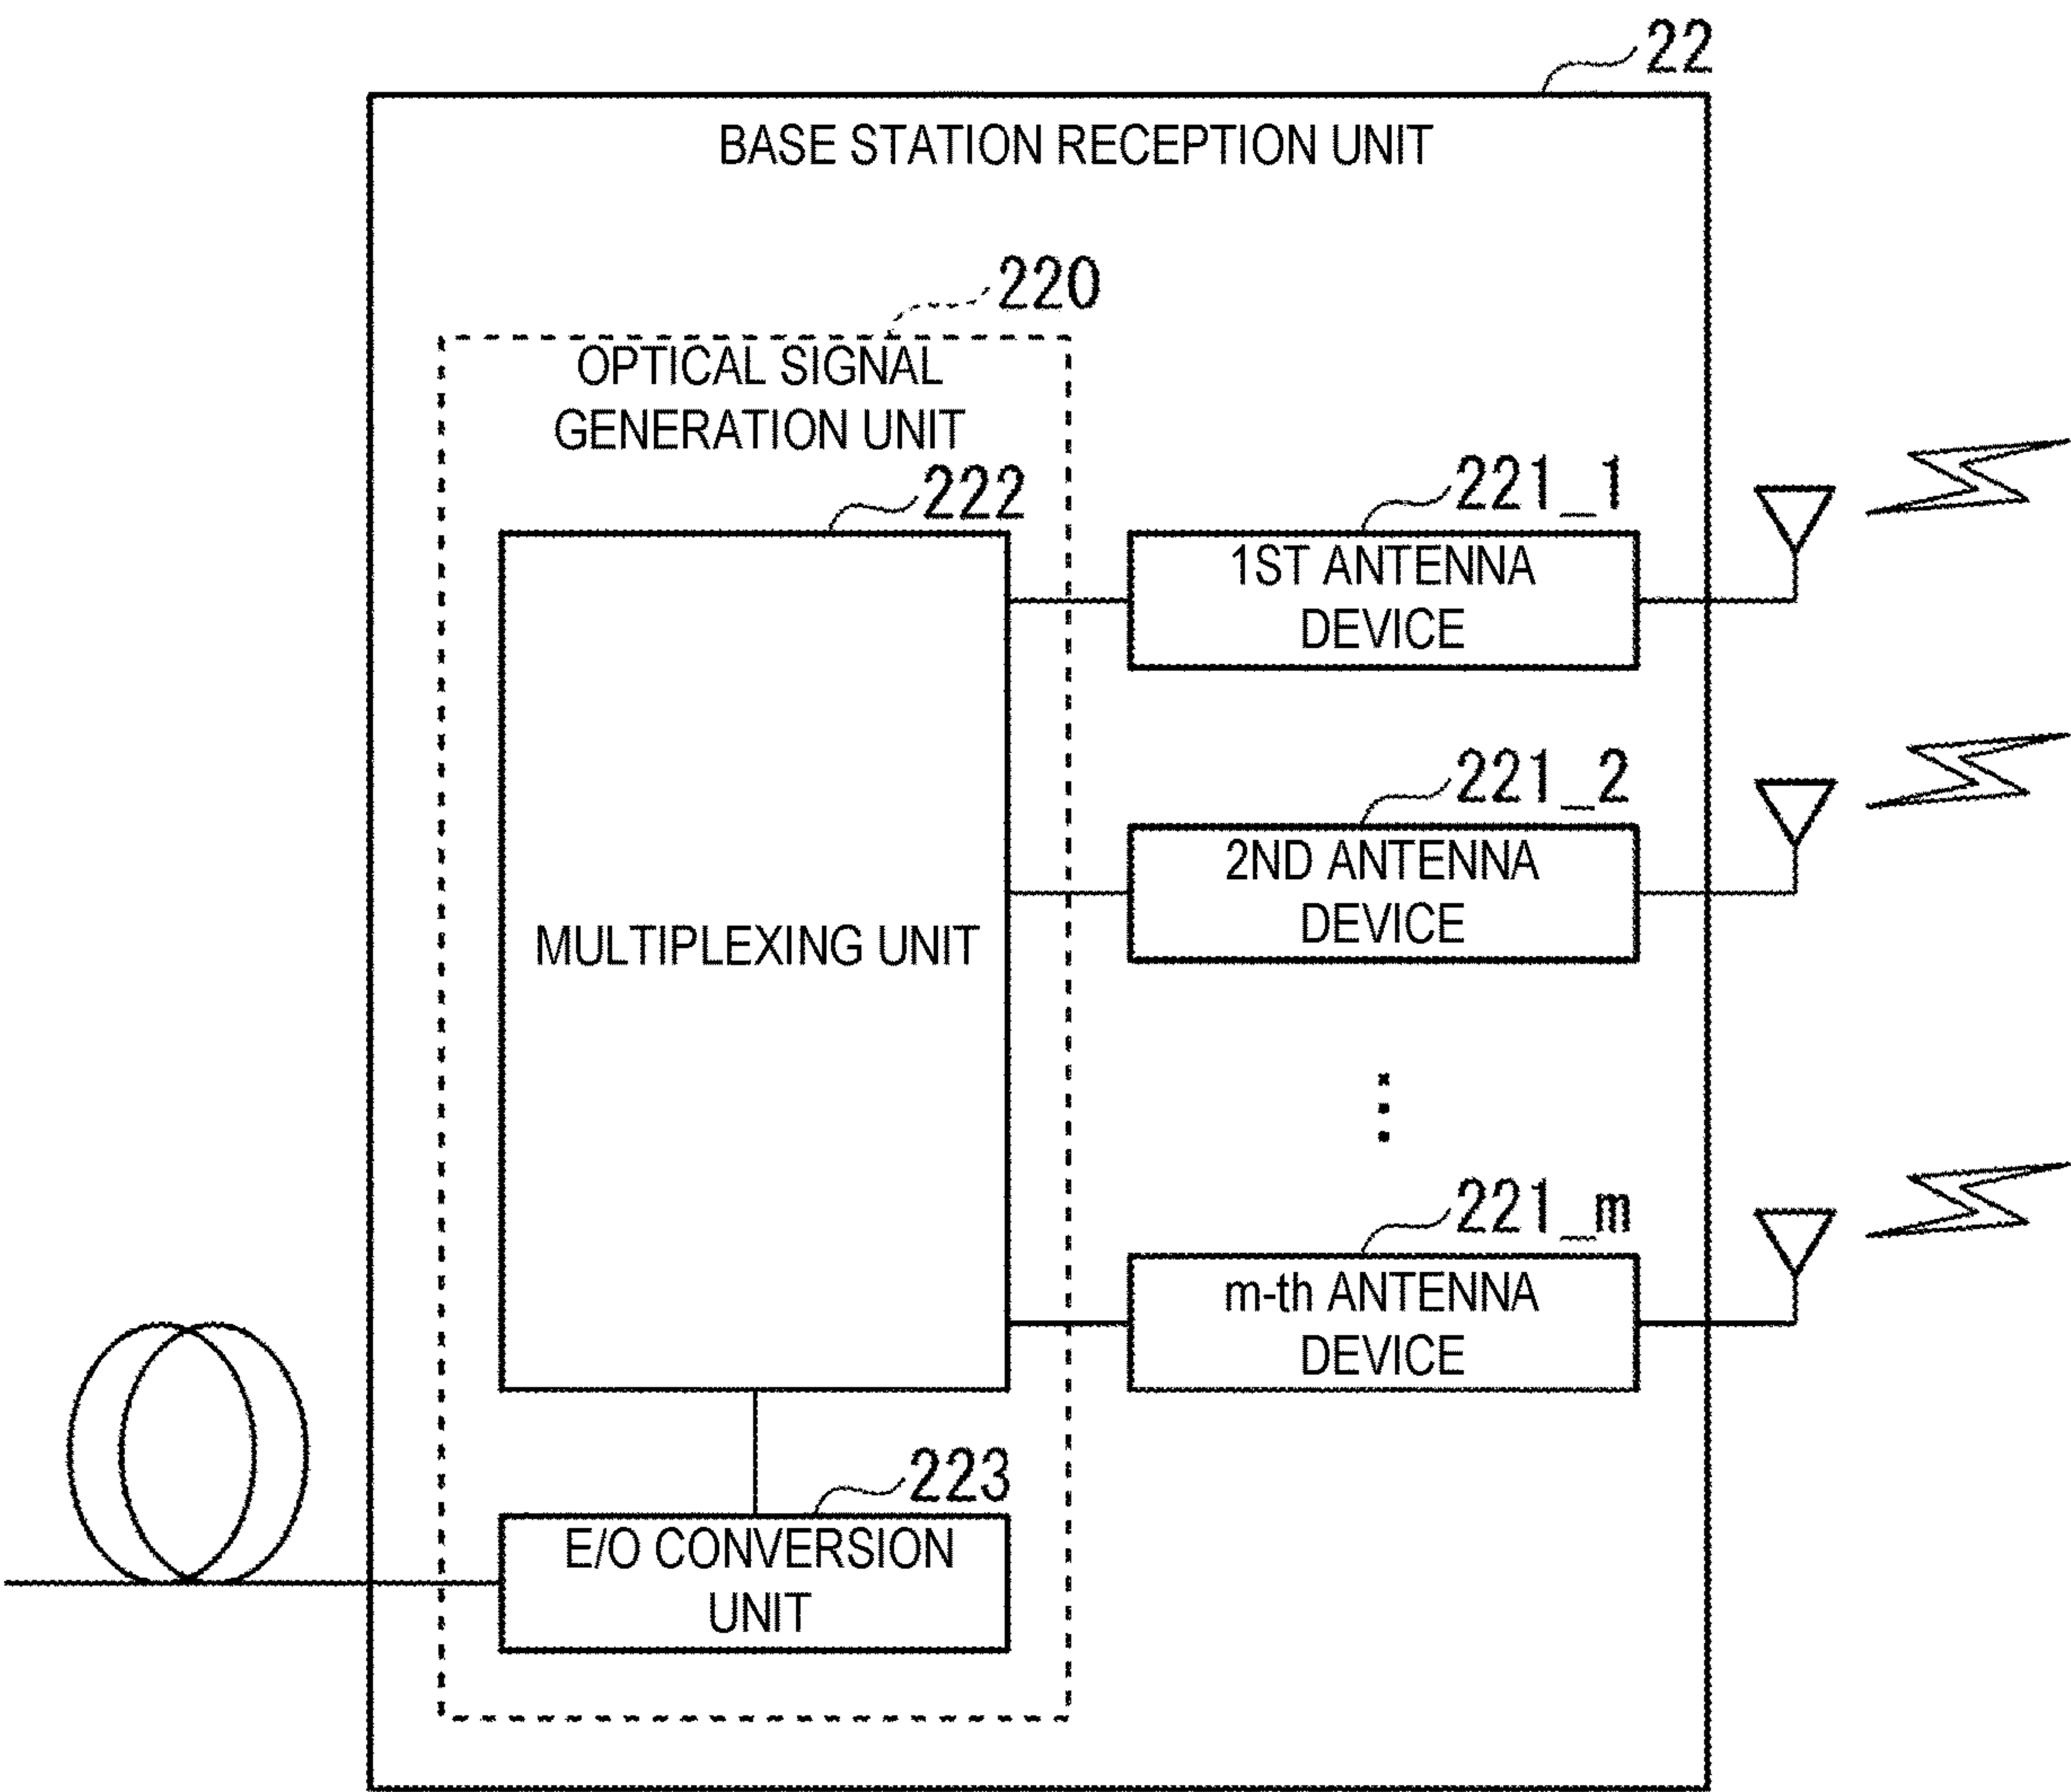 22
BASE STATION RECEPTION UNIT
220
OPTICAL SIGNAL
GENERATION UNIT
222
221_1
1ST ANTENNA
DEVICE
221_2
2ND ANTENNA
DEVICE
MULTIPLEXING UNIT
221_m
m-th ANTENNA
DEVICE
223
E/O CONVERSION
UNIT